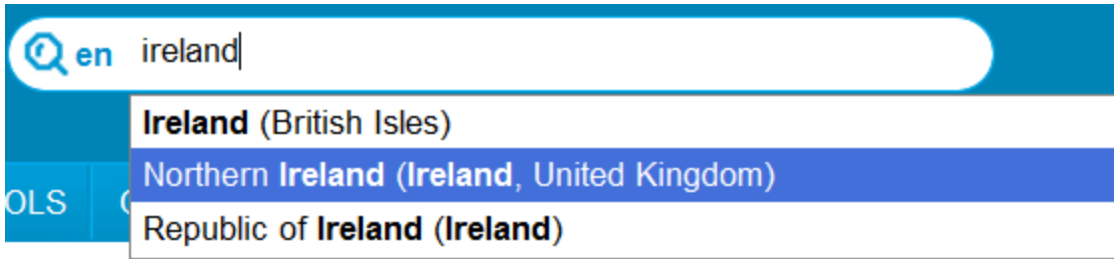 en ireland
Ireland (British Isles)
Northern Ireland (Ireland, United Kingdom)
OLS
Republic of Ireland (Ireland)